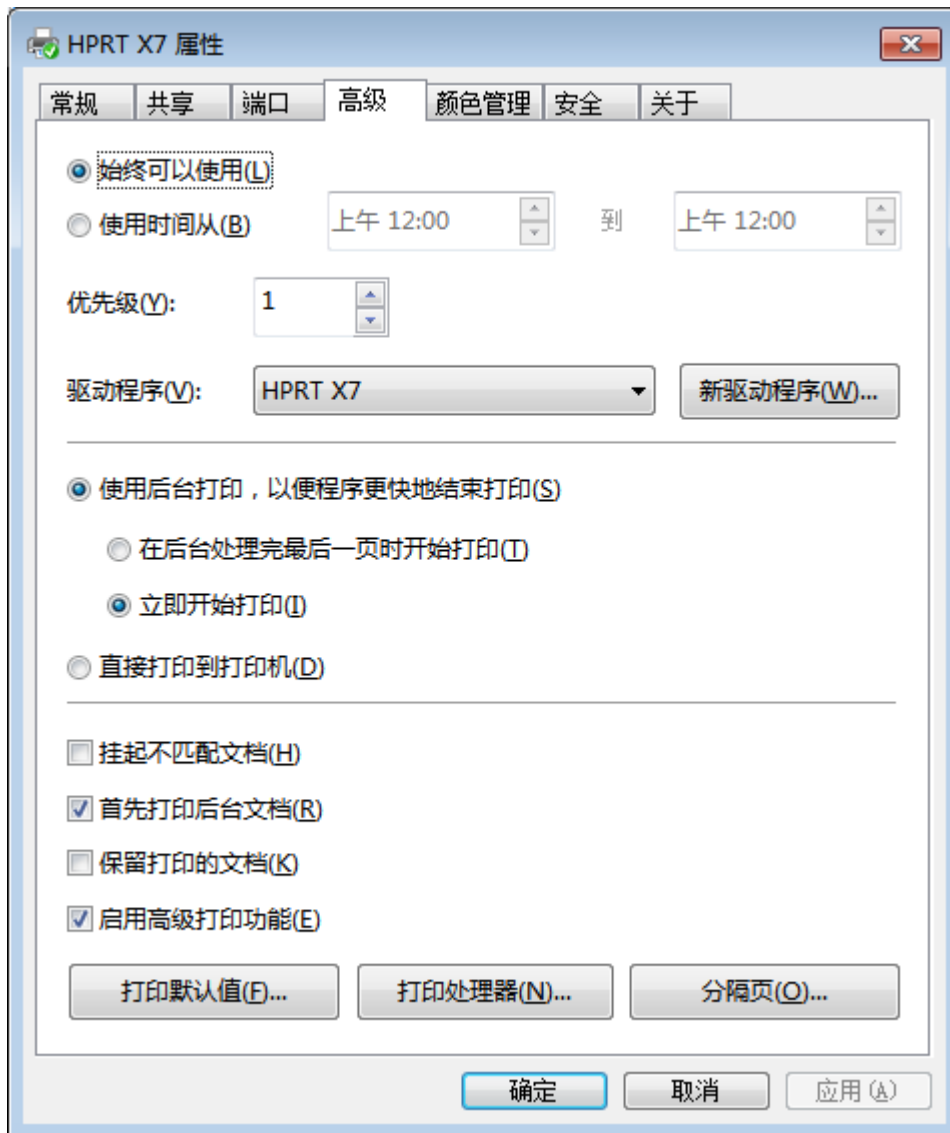 HPRT X7 属性
常规 共享 端口 高级 颜色管理 安全 关于
始终可以使用(L)
使用时间从(B) 上午 12:00 到 上午 12:00
优先级(Y): 1
驱动程序(V): HPRT X7 新驱动程序(W)...
使用后台打印，以便程序更快地结束打印(S)
在后台处理完最后一页时开始打印(T)
立即开始打印(I)
直接打印到打印机(D)
挂起不匹配文档(H)
首先打印后台文档(R)
保留打印的文档(K)
启用高级打印功能(E)
打印默认值(F)... 打印处理器(N)... 分隔页(O)...
确定 取消 应用(A)